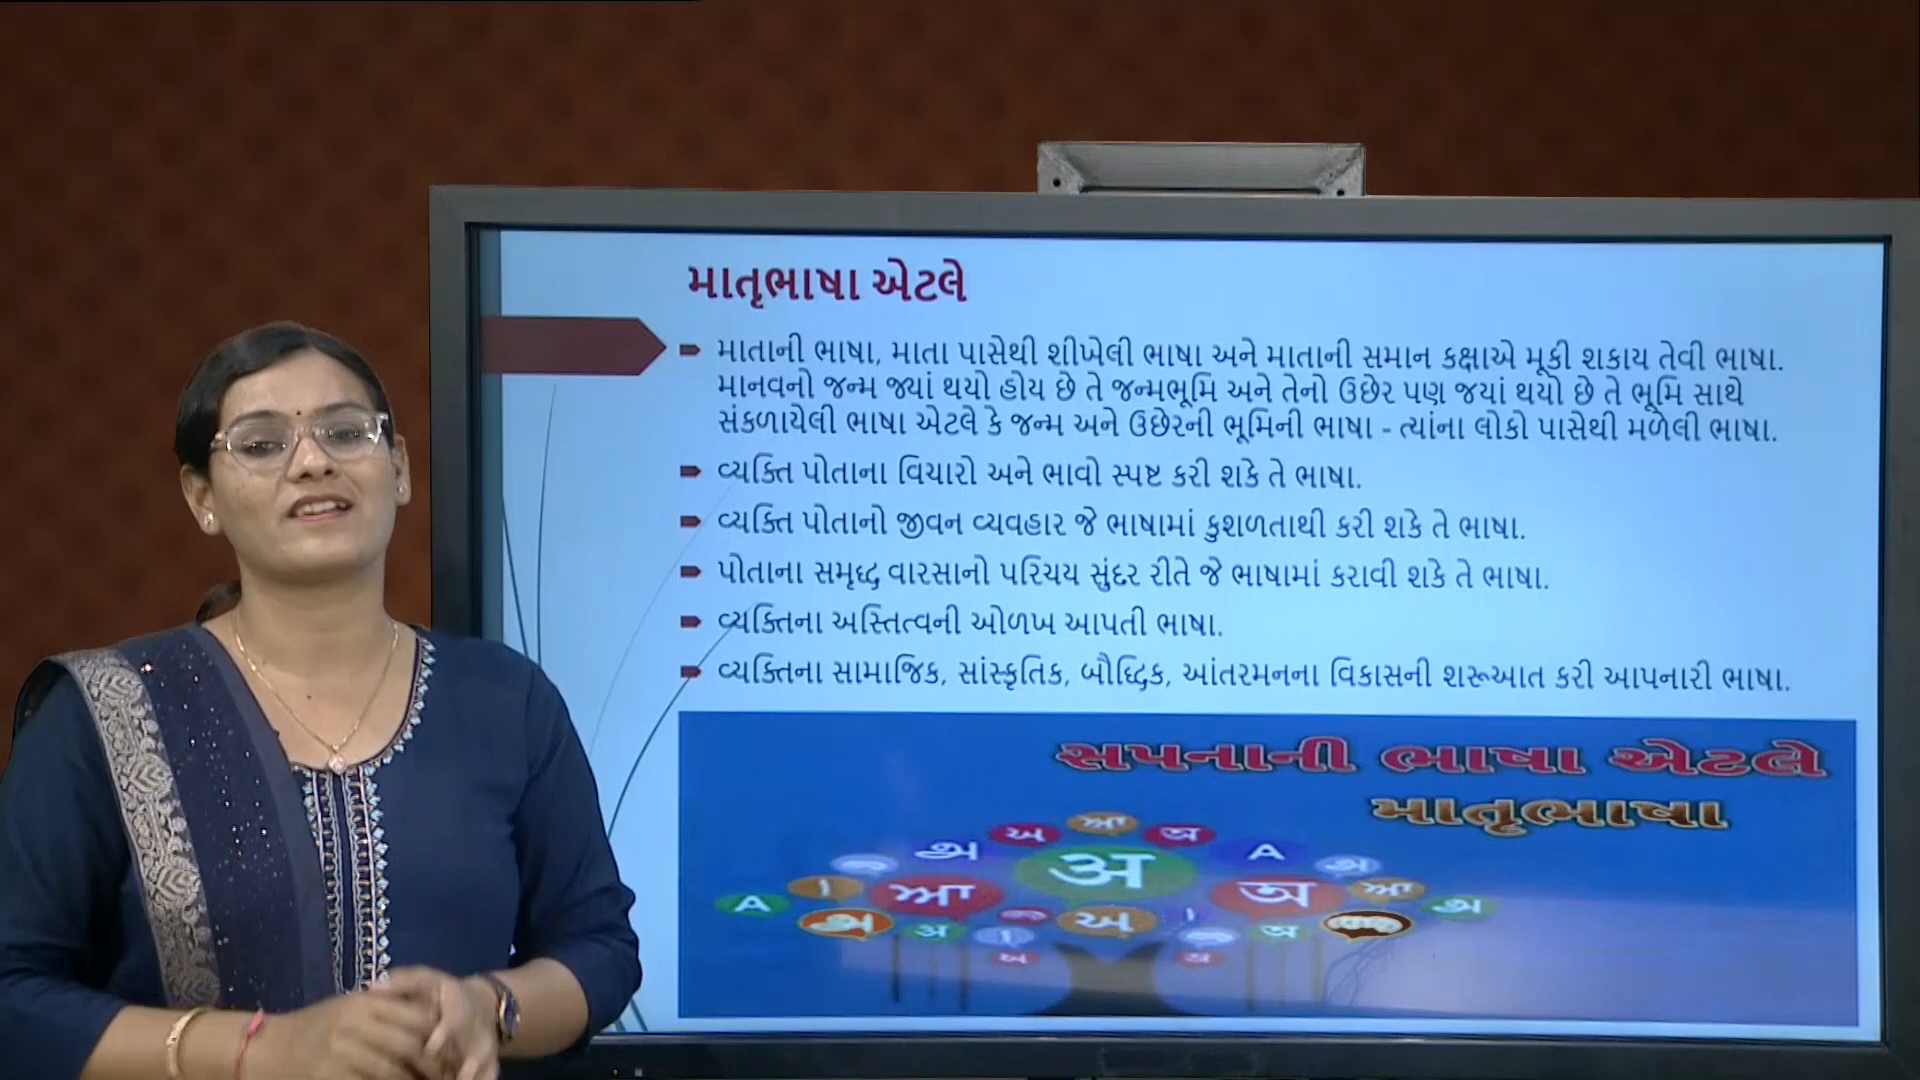 માતૃભાષા એટલે
માતાની ભાષા, માતા પાસેથી શીખેલી ભાષા અને માતાની સમાન કક્ષાએ મૂકી શકાય તેવી ભાષા.
માનવનો જન્મ જ્યાં થયો હોય છે તે જન્મભૂમિ અને તેનો ઉછેર પણ જયાં થયો છે તે ભૂમિ સાથે
સંકળાયેલી ભાષા એટલે કે જન્મ અને ઉછેરની ભૂમિની ભાષા - ત્યાંના લોકો પાસેથી મળેલી ભાષા.
વ્યક્તિ પોતાના વિચારો અને ભાવો સ્પષ્ટ કરી શકે તે ભાષા.
વ્યક્તિ પોતાનો જીવન વ્યવહાર જે ભાષામાં કુશળતાથી કરી શકે તે ભાષા.
પોતાના સમૃધ્ધ વારસાનો પરિચય સુંદર રીતે જે ભાષામાં કરાવી શકે તે ભાષા.
વ્યક્તિના અસ્તિત્વની ઓળખ આપતી ભાષા.
વ્યક્તિના સામાજિક, સાંસ્કૃતિક, બૌધ્ધિક, આંતરમનના વિકાસની શરૂઆત કરી આપનારી ભાષા.
સપનાની ભાષા એટલે
માતૃભાષા
અ આ અ
અ अ A અ
A આ અ આ અ
અ અ અ અ
અ અ